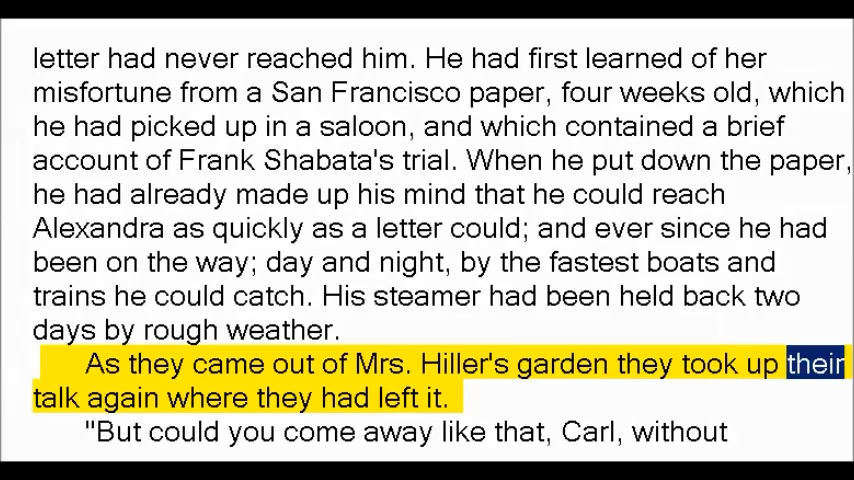 letter had never reached him. He had first learned of her
misfortune from a San Francisco paper, four weeks old, which
he had picked up in a saloon, and which contained a brief
account of Frank Shabata's trial. When he put down the paper,
he had already made up his mind that he could reach
Alexandra as quickly as a letter could; and ever since he had
been on the way; day and night, by the fastest boats and
trains he could catch. His steamer had been held back two
days by rough weather.
As they came out of Mrs. Hiller's garden they took up their
talk again where they had left it.
"But could you come away like that, Carl, without